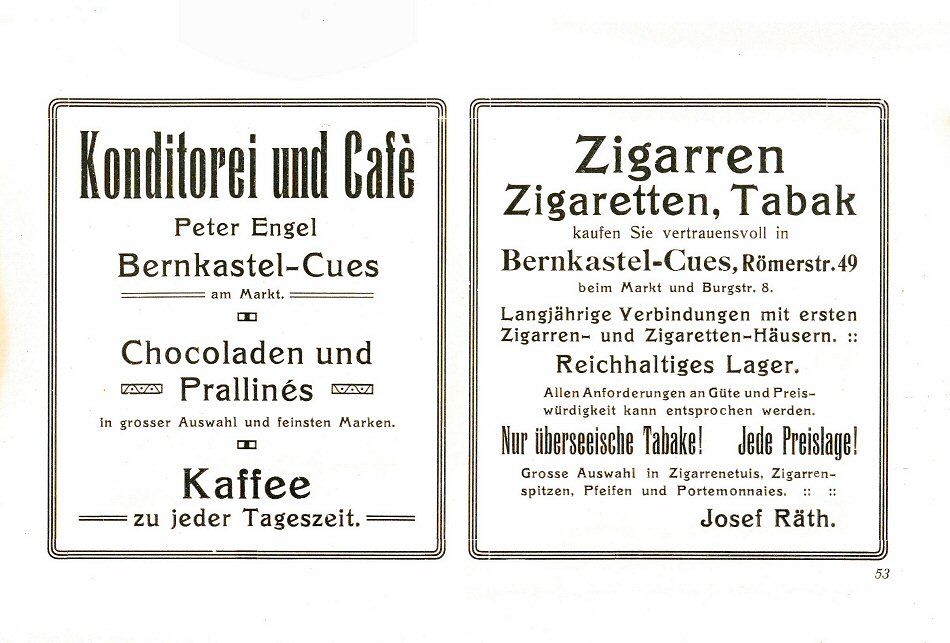 Konditorei und Cafè
Peter Engel
Bernkastel-Cues
am Markt.
Chocoladen und
Prallinés
in grosser Auswahl und feinsten Marken.
Kaffee
zu jeder Tageszeit.
Zigarren
Zigaretten, Tabak
kaufen Sie vertrauensvoll in
Bernkastel-Cues, Römerstr. 49
beim Markt und Burgstr. 8.
Langjährige Verbindungen mit ersten
Zigarren- und Zigaretten-Häusern. ::
Reichhaltiges Lager.
Allen Anforderungen an Güte und Preis-
würdigkeit kann entsprochen werden.
Nur überseeische Tabake! Jede Preislage!
Grosse Auswahl in Zigarrenetuis, Zigarren-
spitzen, Pfeifen und Portemonnaies. :: ::
Josef Räth.
53